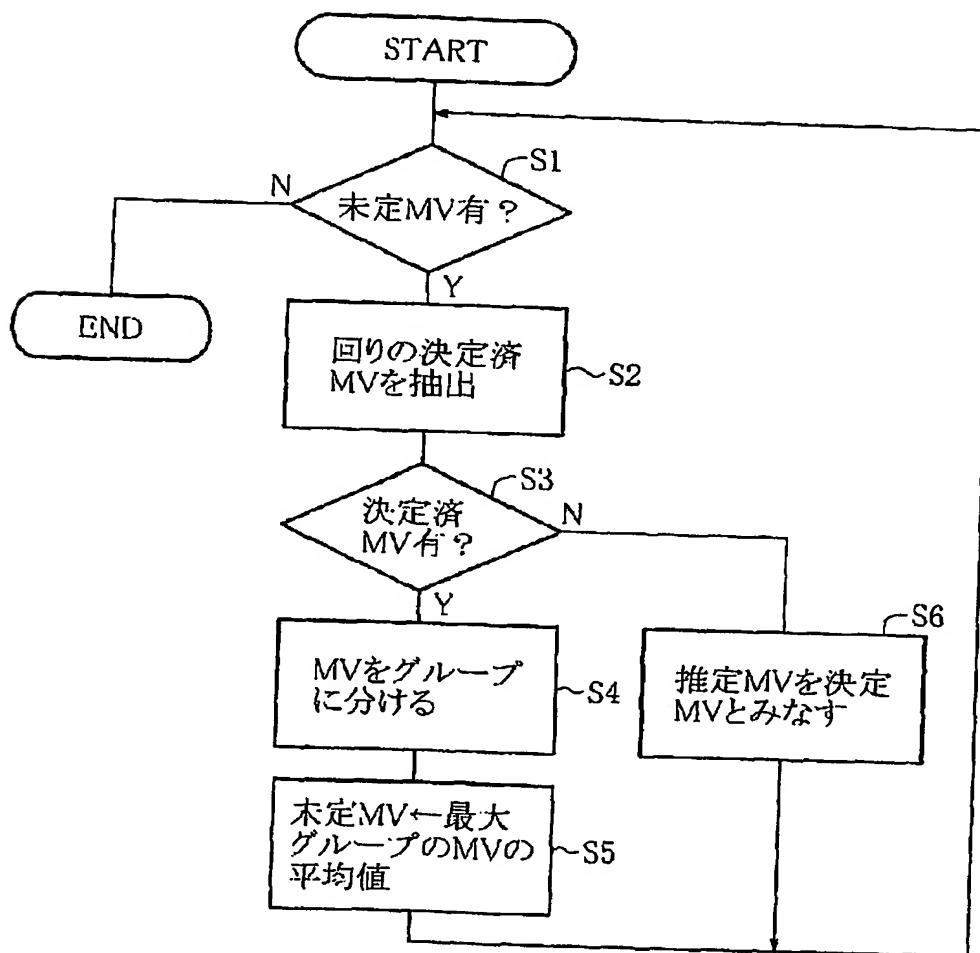 START
S1
N
未定MV有？
Y
END
回りの決定済
MVを抽出
S2
S3
決定済
MV有？
N
Y
S6
MVをグループ
に分ける
S4
推定MVを決定
MVとみなす
未定MV←最大
グループのMVの
平均値
S5